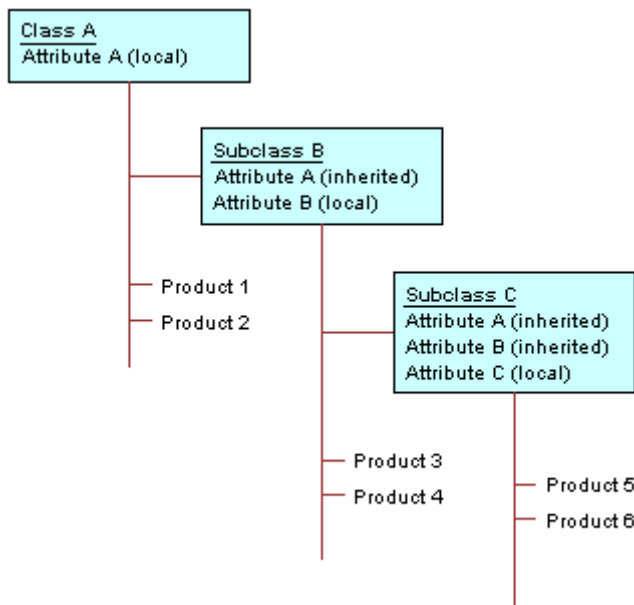 Class A
Attribute A (local)
Subclass B
Attribute A (inherited)
Attribute B (local)
Product 1
Product 2
Subclass C
Attribute A (inherited)
Attribute B (inherited)
Attribute C (local)
Product 3
Product 4
Product 5
Product 6